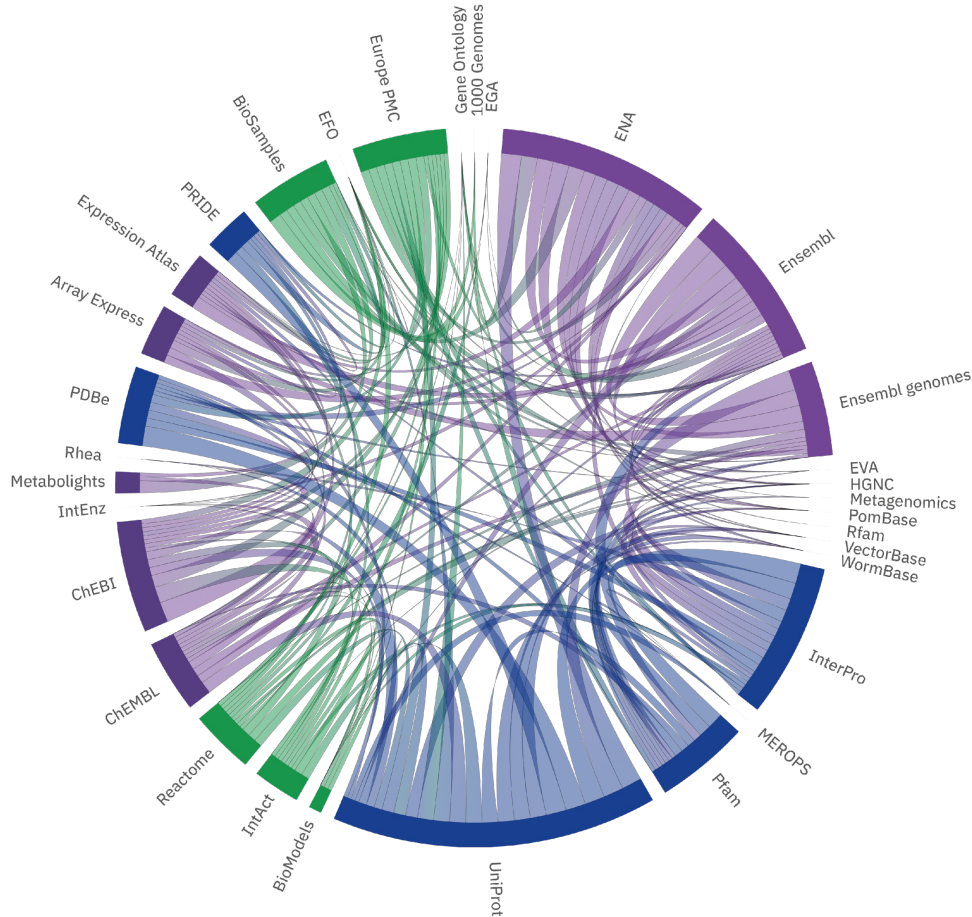 Gene Ontology
1000 Genomes
EGA
ENA
Ensembl
Ensembl genomes
EVA
HGNC
Metagenomics
PomBase
Rfam
VectorBase
WormBase
InterPro
MEROPS
Pfam
UniProt
BioModels
IntAct
Reactome
ChEMBL
ChEBI
IntEnz
Metabolights
Rhea
PDBe
Array Express
Expression Atlas
PRIDE
BioSamples
EFO
Europe PMC